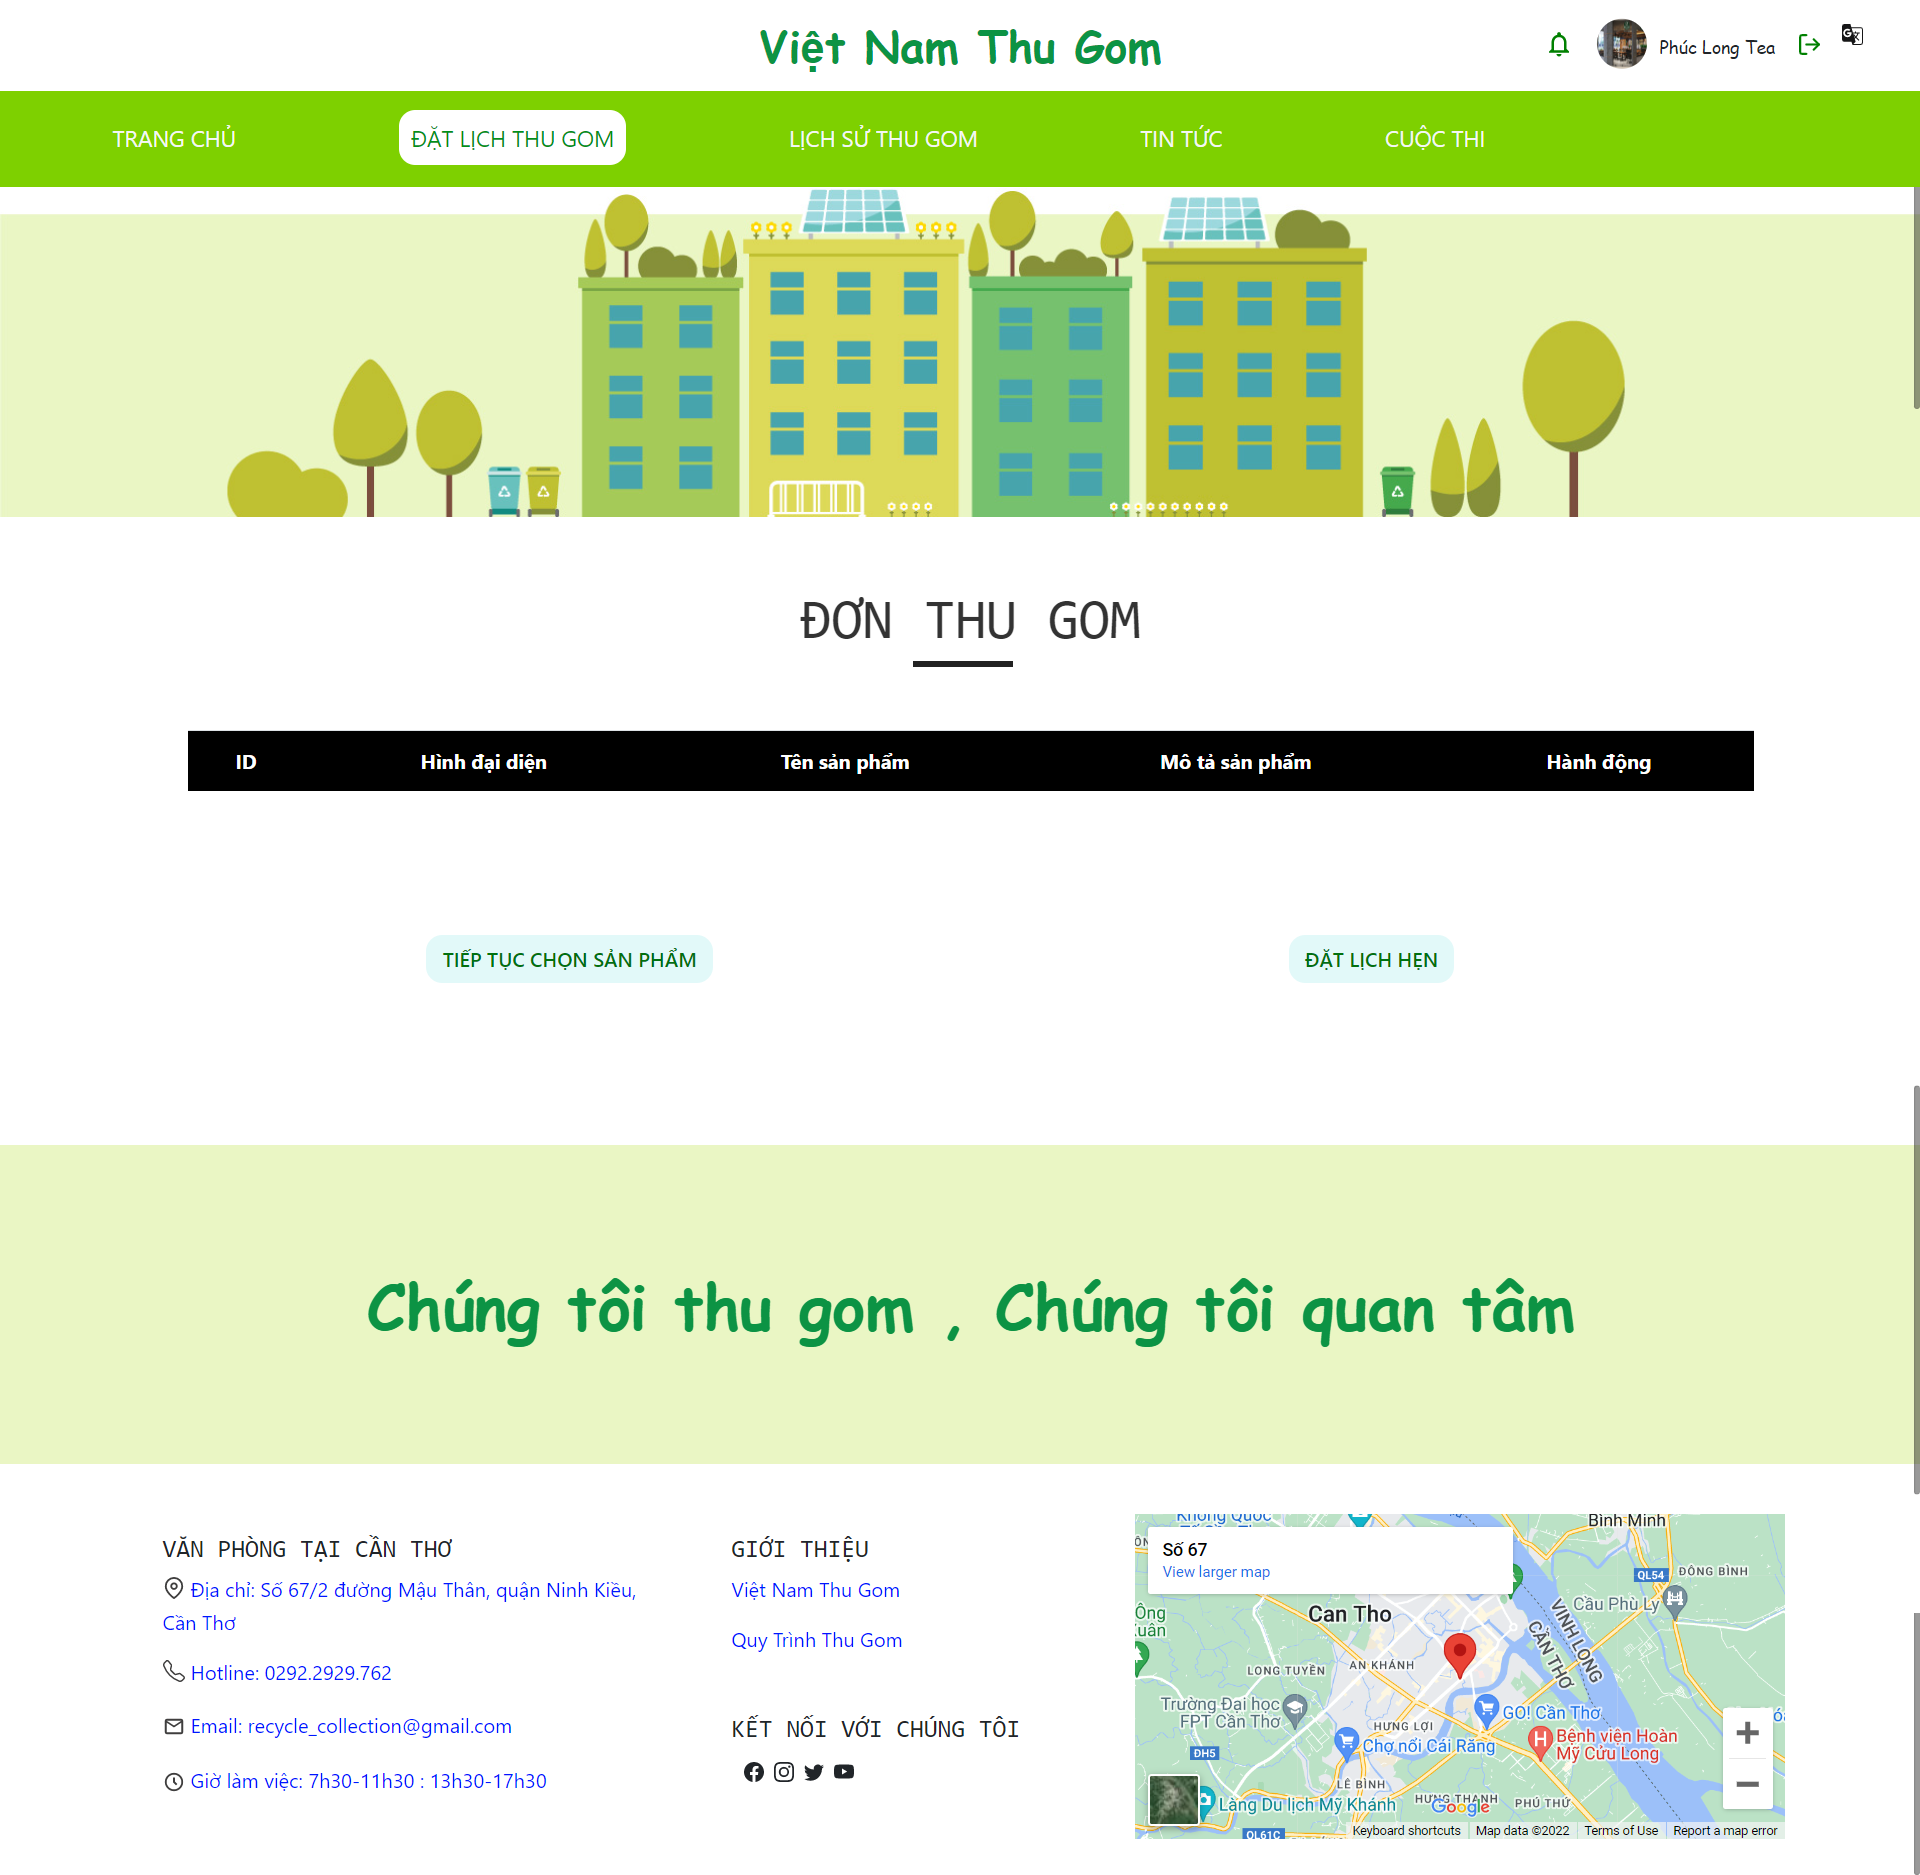 Việt Nam Thu Gom
Phúc Long Tea
TRANG CHỦ
ĐẶT LỊCH THU GOM
LỊCH SỬ THU GOM
TIN TỨC
CUỘC THI
ĐƠN THU GOM
ID
Hình đại diện
Tên sản phẩm
Mô tả sản phẩm
Hành động
TIẾP TỤC CHỌN SẢN PHẨM
ĐẶT LỊCH HẸN
Chúng tôi thu gom , Chúng tôi quan tâm
VĂN PHÒNG TẠI CẦN THƠ
Địa chỉ: Số 67/2 đường Mậu Thân, quận Ninh Kiều,
Cần Thơ
Hotline: 0292.2929.762
Email: recycle_collection@gmail.com
Giờ làm việc: 7h30-11h30 : 13h30-17h30
GIỚI THIỆU
Việt Nam Thu Gom
Quy Trình Thu Gom
KẾT NỐI VỚI CHÚNG TÔI
Số 67
View larger map
Bình Minh
QL54
ĐÔNG BÌNH
Cầu Phù Ly
VINH LONG
CẦN THƠ
Can Tho
AN KHÁNH
LONG TUYỀN
Trường Đại học
FPT Cần Thơ
HƯNG LỢI
GO! Cần Thơ
Bệnh viện Hoàn
Mỹ Cửu Long
ĐH5
Chợ nổi Cái Răng
LÊ BÌNH
HƯNG THẠNH
PHÚ THỨ
Làng Du lịch Mỹ Khánh
Google
QL61C
Keyboard shortcuts
Map data ©2022
Terms of Use
Report a map error